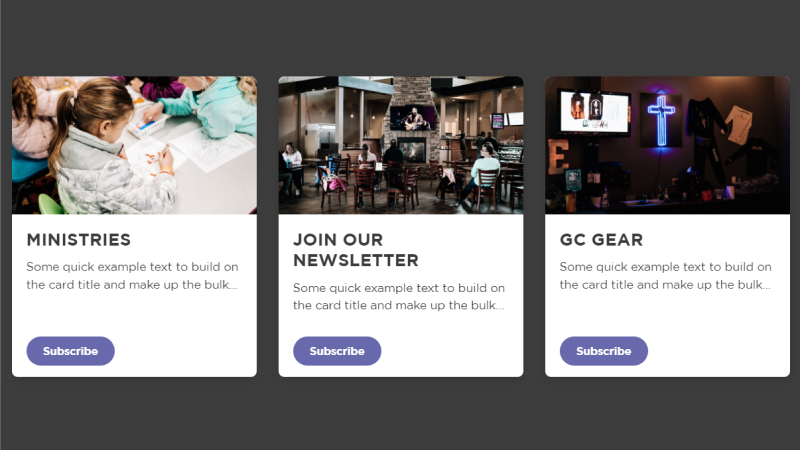 MINISTRIES
Some quick example text to build on
the card title and make up the bulk...
Subscribe
JOIN OUR
NEWSLETTER
Some quick example text to build on
the card title and make up the bulk...
Subscribe
E
GC GEAR
Some quick example text to build on
the card title and make up the bulk...
Subscribe